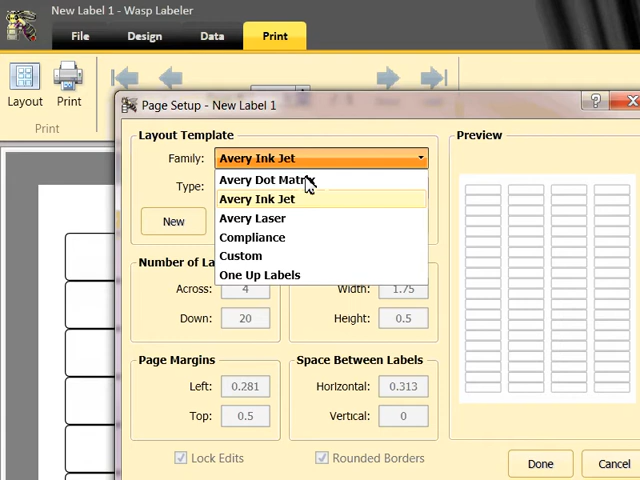 New Label 1 - Wasp Labeler
File Design Data Print
Layout Print
Print
Page Setup - New Label 1
Layout Template
Preview
Family: Avery Ink Jet
Type:
Avery Dot Matrix
Avery Ink Jet
Avery Laser
Compliance
Custom
One Up Labels
New
Number of La
Across: 4
Width: 1.75
Down: 20
Height: 0.5
Page Margins
Space Between Labels
Left: 0.281
Horizontal: 0.313
Top: 0.5
Vertical: 0
Lock Edits
Rounded Borders
Done
Cancel